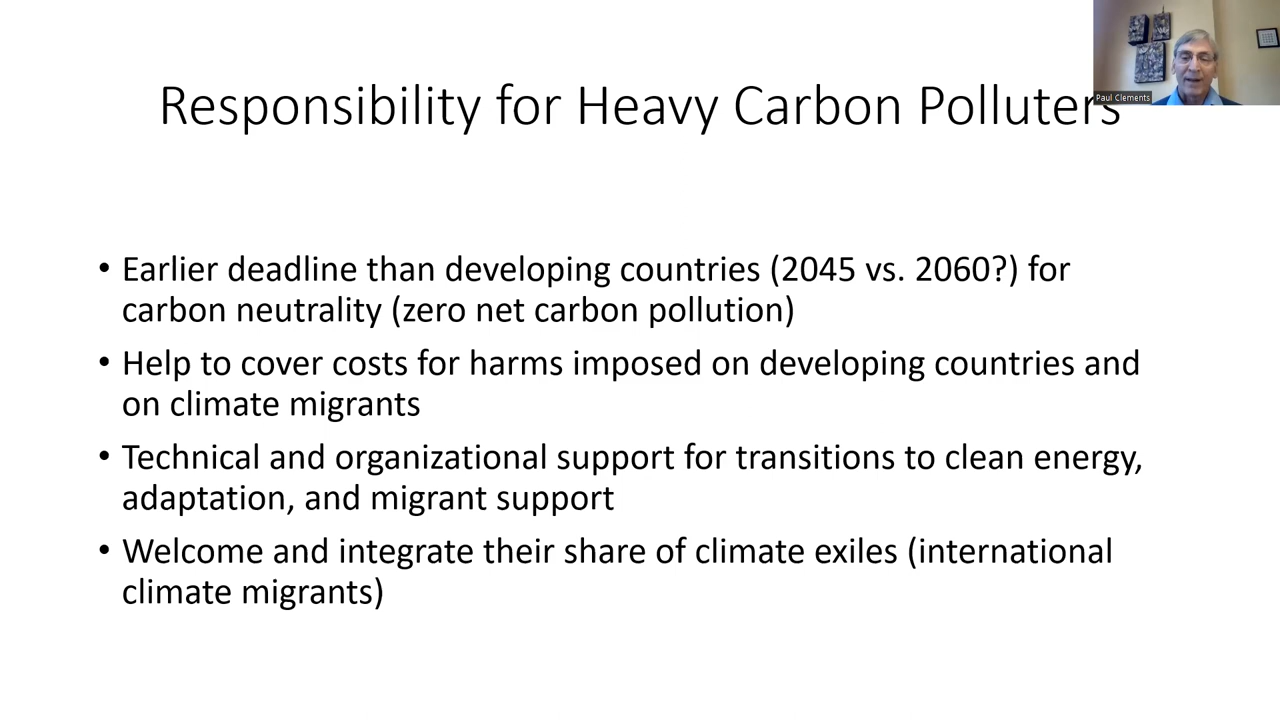 Responsibility for Heavy Carbon Polluters
Paul Clements
• Earlier deadline than developing countries (2045 vs. 2060?) for
carbon neutrality (zero net carbon pollution)
• Help to cover costs for harms imposed on developing countries and
on climate migrants
• Technical and organizational support for transitions to clean energy,
adaptation, and migrant support
• Welcome and integrate their share of climate exiles (international
climate migrants)